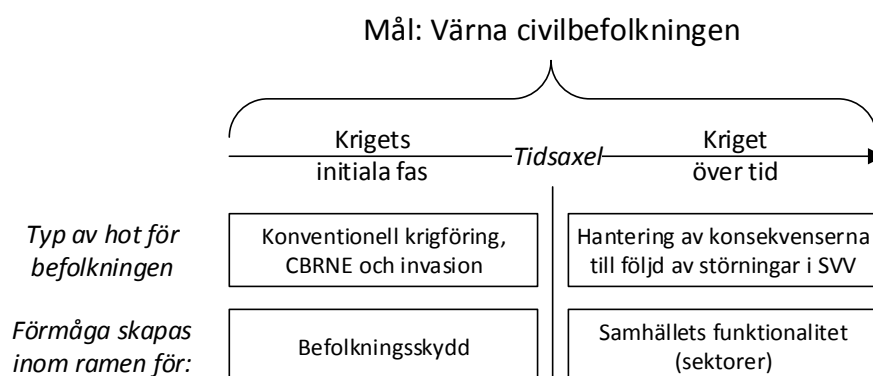 Mål: Värna civilbefolkningen
Krigets
initiala fas
Tidsaxel
Kriget
över tid
Typ av hot för
befolkningen
Konventionell krigföring,
CBRNE och invasion
Hantering av konsekvenserna
till följd av störningar i SVV
Förmåga skapas
inom ramen för:
Befolkningsskydd
Samhällets funktionalitet
(sektorer)